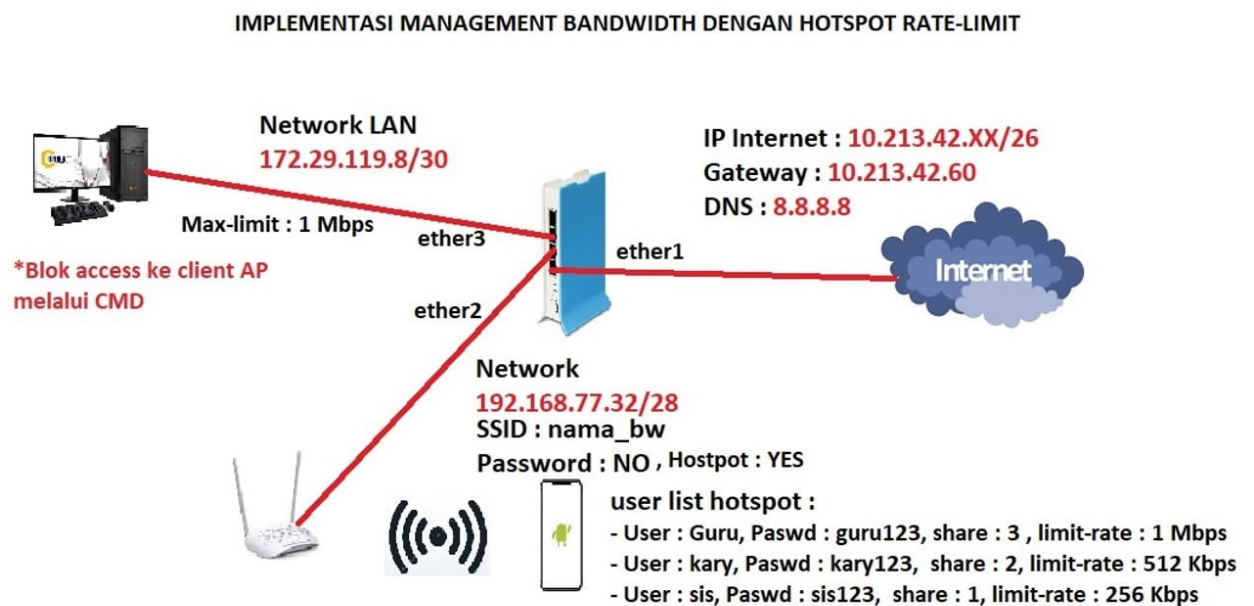 IMPLEMENTASI MANAGEMENT BANDWIDTH DENGAN HOTSPOT RATE-LIMIT
Network LAN
172.29.119.8/30
IP Internet : 10.213.42.XX/26
Gateway : 10.213.42.60
DNS : 8.8.8.8
Max-limit : 1 Mbps
ether3
ether1
Internet
*Blok access ke client AP
melalui CMD
ether2
Network
192.168.77.32/28
SSID : nama_bw
Password : NO , Hostpot : YES
user list hotspot :
- User : Guru, Paswd : guru123, share : 3 , limit-rate : 1 Mbps
- User : kary, Paswd : kary123, share : 2, limit-rate : 512 Kbps
- User : sis, Paswd : sis123, share : 1, limit-rate : 256 Kbps